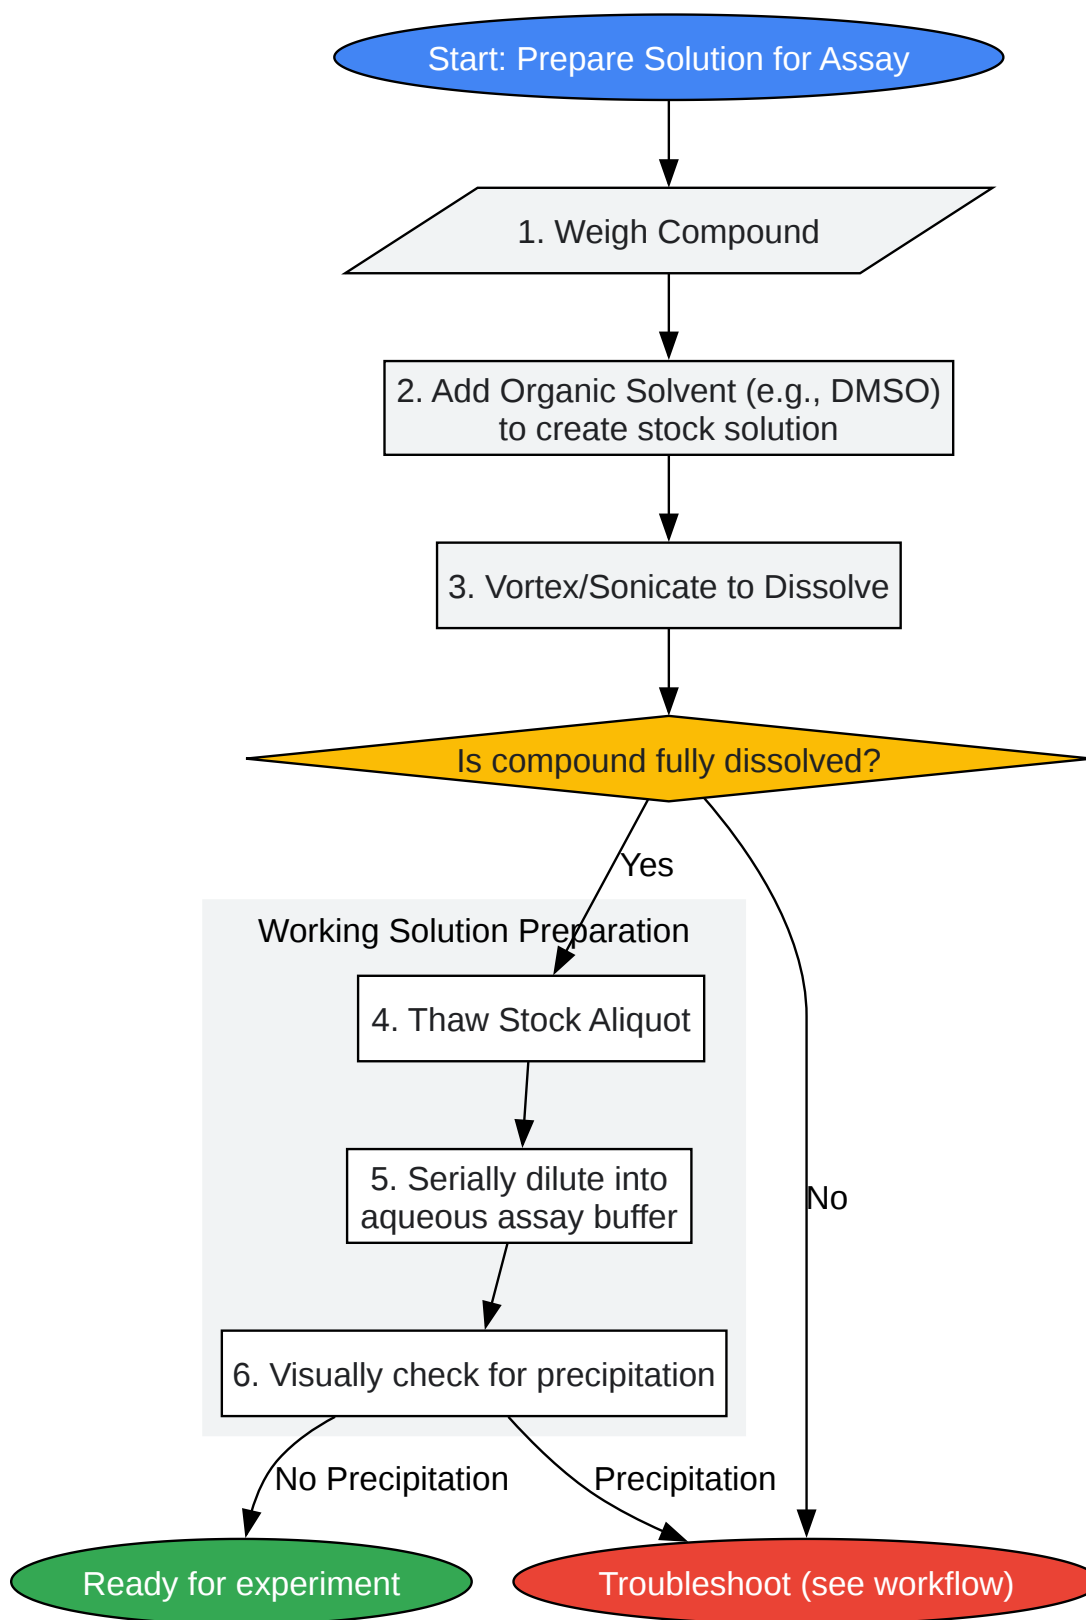 Start: Prepare Solution for Assay
1. Weigh Compound
2. Add Organic Solvent (e.g., DMSO)
to create stock solution
3. Vortex/Sonicate to Dissolve
Is compound fully dissolved?
Yes
Working Solution Preparation
4. Thaw Stock Aliquot
5. Serially dilute into
aqueous assay buffer
No
6. Visually check for precipitation
No Precipitation
Precipitation
Ready for experiment
Troubleshoot (see workflow)